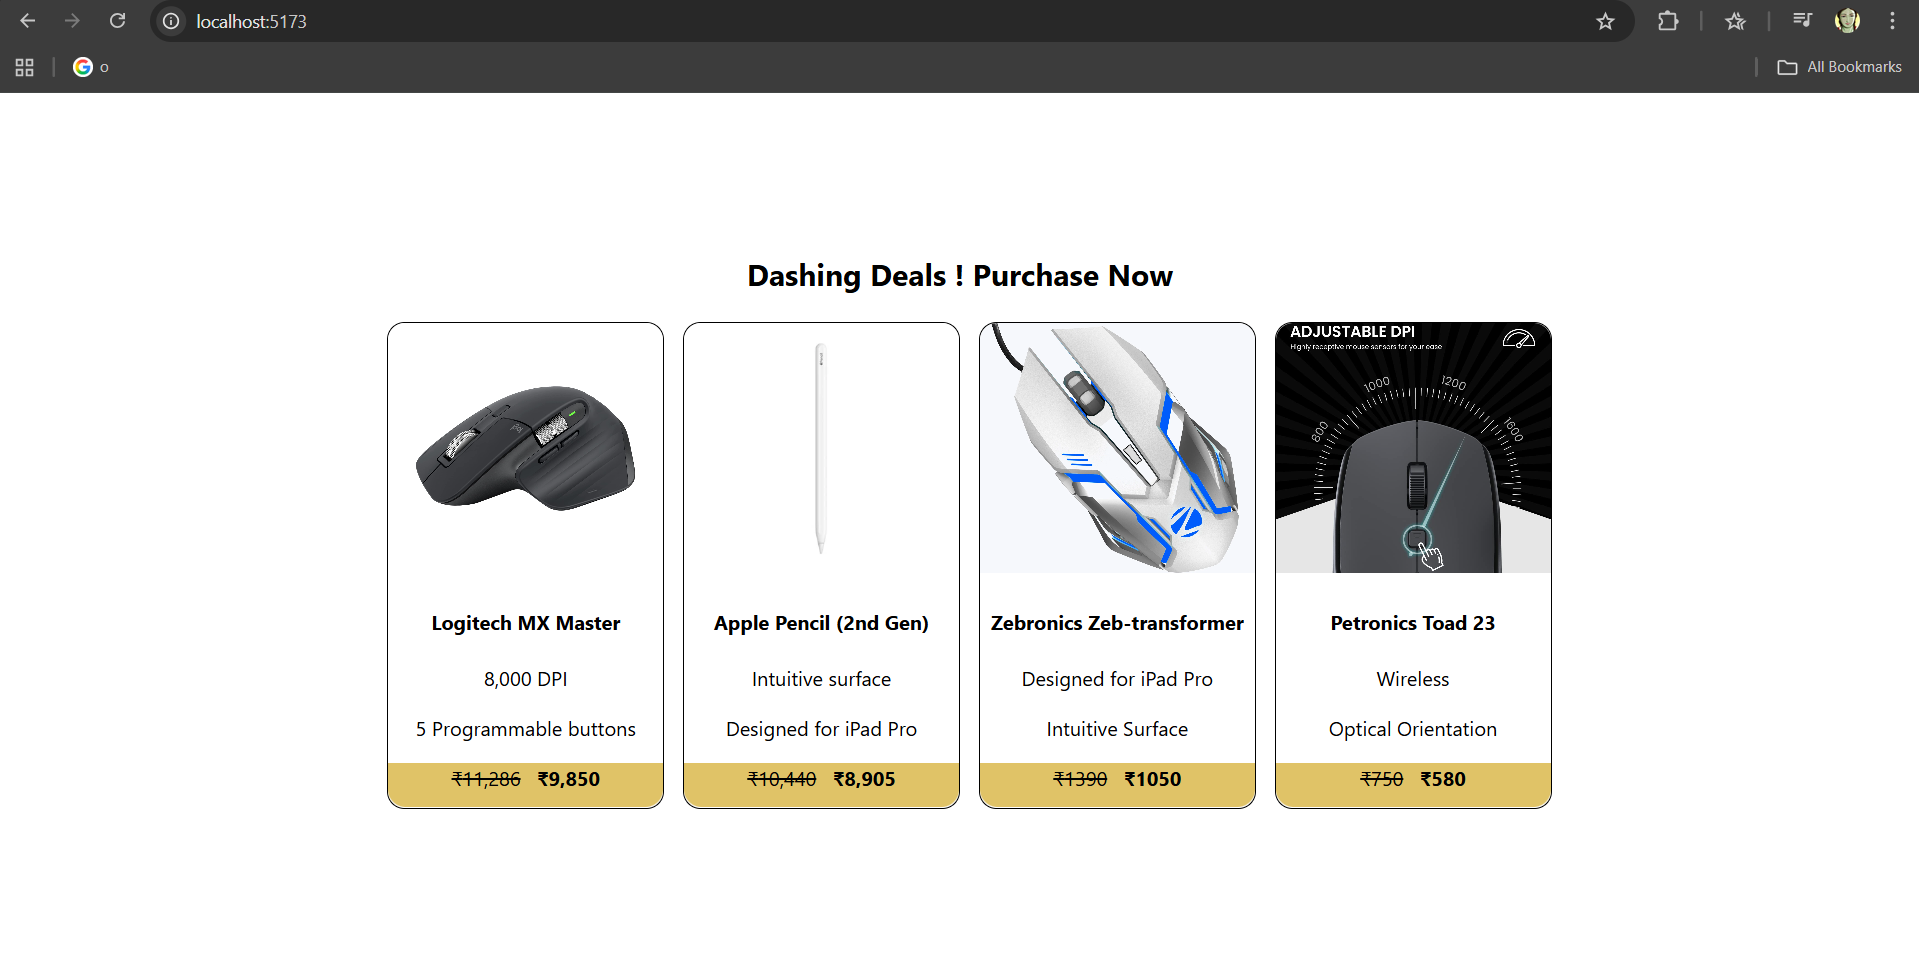 localhost:5173
o
All Bookmarks
Dashing Deals ! Purchase Now
ADJUSTABLE DPI
Highly receptive mouse sensors for your ease
800
1000
1200
1600
Logitech MX Master
8,000 DPI
5 Programmable buttons
₹11,286 ₹9,850
Apple Pencil (2nd Gen)
Intuitive surface
Designed for iPad Pro
₹10,440 ₹8,905
Zebronics Zeb-transformer
Designed for iPad Pro
Intuitive Surface
₹1390 ₹1050
Petronics Toad 23
Wireless
Optical Orientation
₹750 ₹580